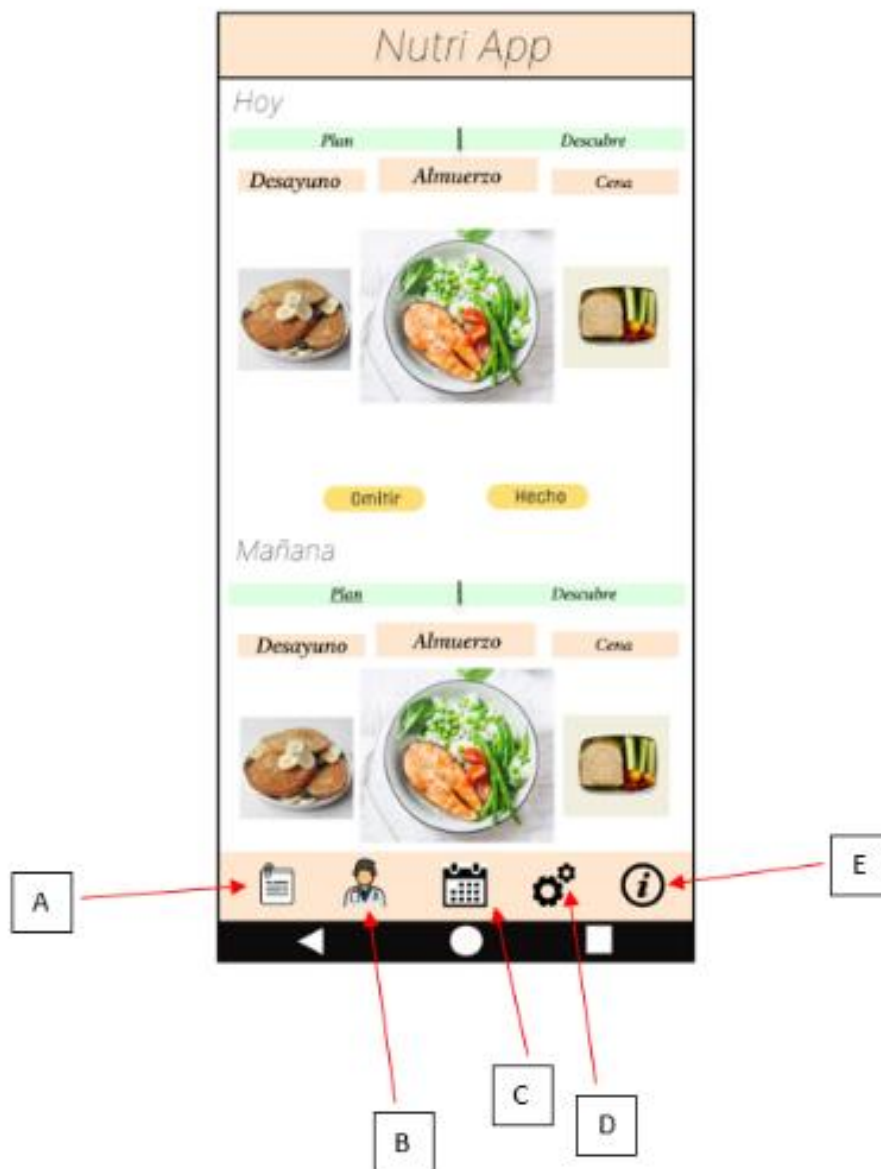 Nutri App
Hoy
Plan | Descubre
Desayuno Almuerzo Cena
Omitir Hecho
Mañana
Plan | Descubre
Desayuno Almuerzo Cena
i
A
E
C
D
B